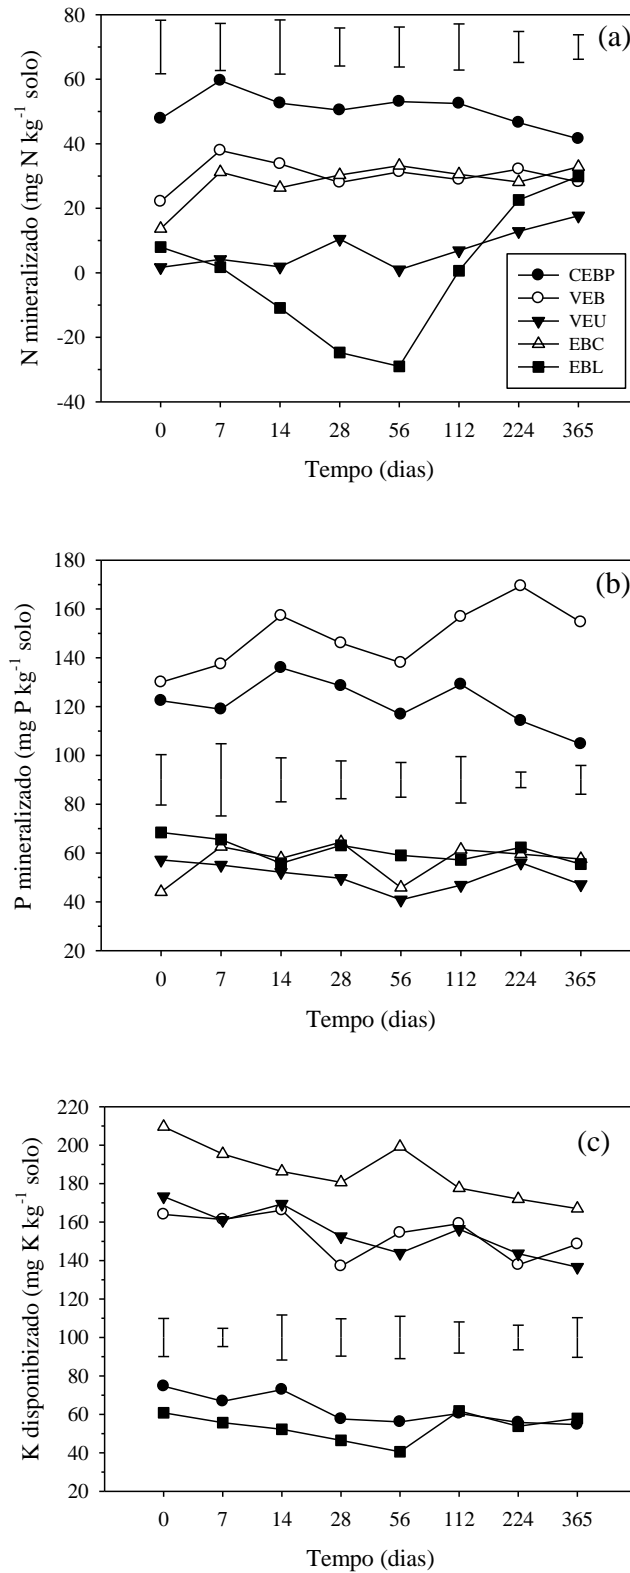 80
(a)
60
40
20
0
-20
-40
N mineralizado (mg N kg⁻¹ solo)
CEBP
VEB
VEU
EBC
EBL
0 7 14 28 56 112 224 365
Tempo (dias)
180
(b)
160
140
120
100
80
60
40
20
P mineralizado (mg P kg⁻¹ solo)
0 7 14 28 56 112 224 365
Tempo (dias)
220
(c)
200
180
160
140
120
100
80
60
40
20
K disponibizado (mg K kg⁻¹ solo)
0 7 14 28 56 112 224 365
Tempo (dias)